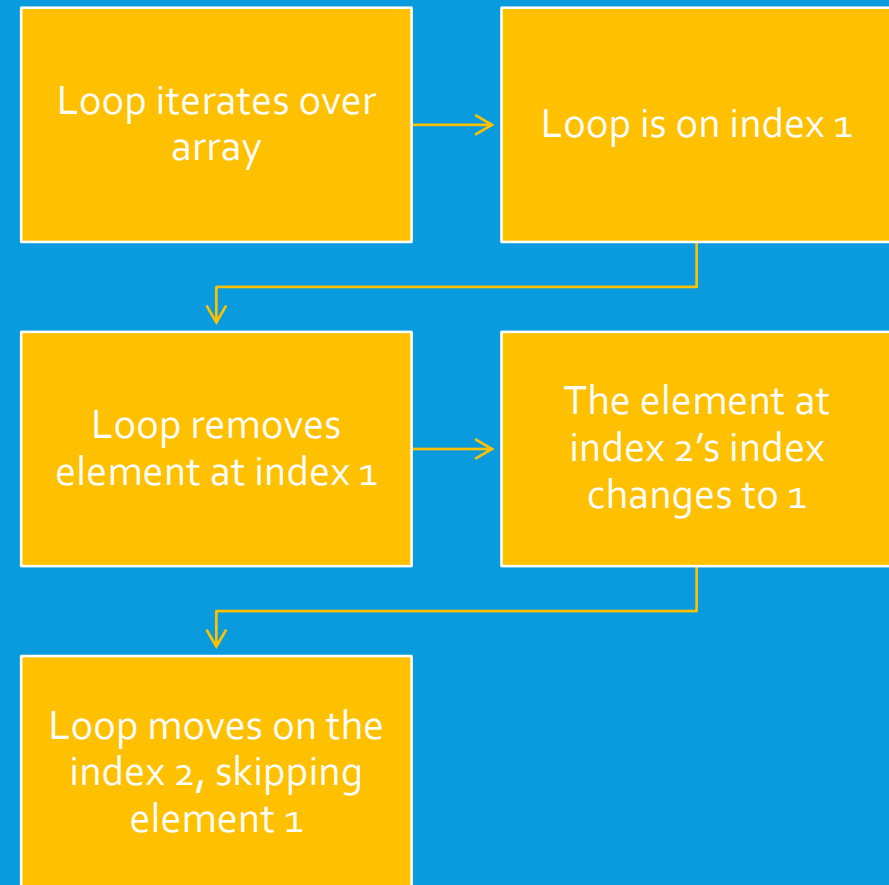 Loop iterates over
array
Loop is on index 1
Loop removes
element at index 1
The element at
index 2’s index
changes to 1
Loop moves on the
index 2, skipping
element 1